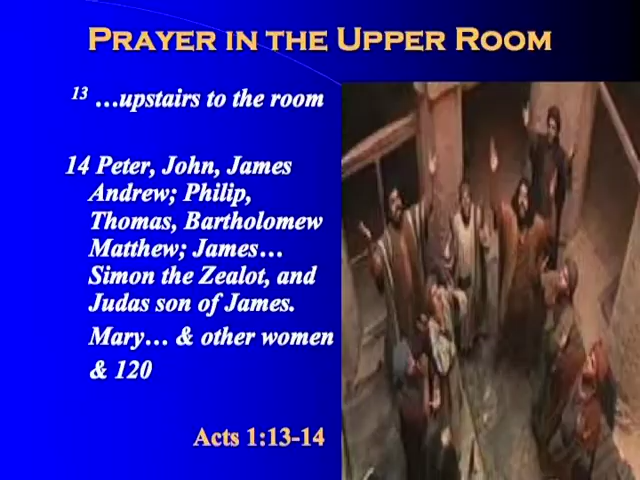 PRAYER IN THE UPPER ROOM
13 …upstairs to the room
14 Peter, John, James
Andrew; Philip,
Thomas, Bartholomew
Matthew; James…
Simon the Zealot, and
Judas son of James.
Mary… & other women
& 120
Acts 1:13-14